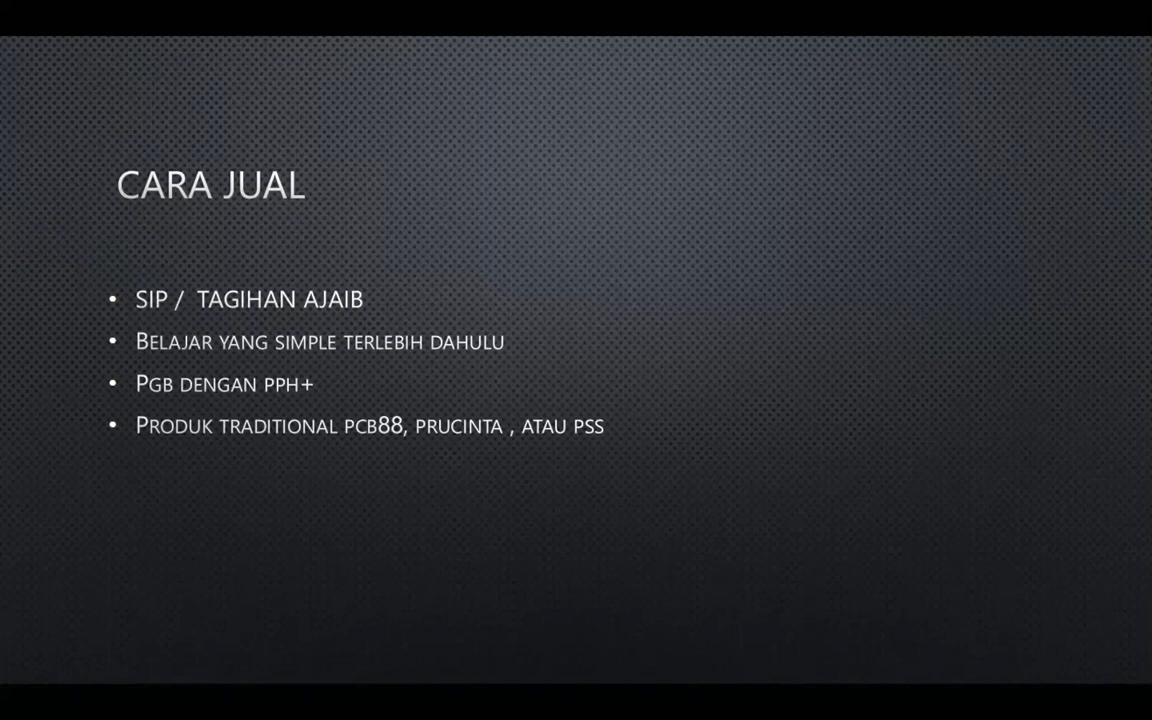 CARA JUAL
• SIP / TAGIHAN AJAIB
• BELAJAR YANG SIMPLE TERLEBIH DAHULU
• PGB DENGAN PPH+
• PRODUK TRADITIONAL PCB88, PRUCINTA , ATAU PSS